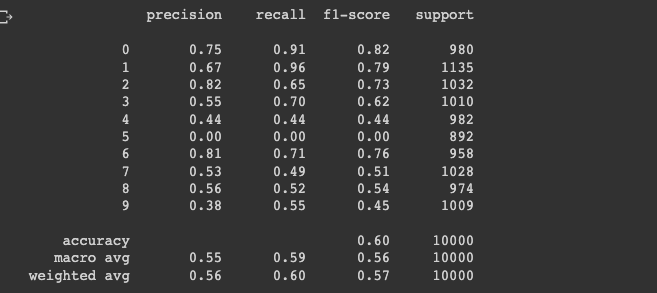 precision recall f1-score support
0 0.75 0.91 0.82 980
1 0.67 0.96 0.79 1135
2 0.82 0.65 0.73 1032
3 0.55 0.70 0.62 1010
4 0.44 0.44 0.44 982
5 0.00 0.00 0.00 892
6 0.81 0.71 0.76 958
7 0.53 0.49 0.51 1028
8 0.56 0.52 0.54 974
9 0.38 0.55 0.45 1009
accuracy 0.60 10000
macro avg 0.55 0.59 0.56 10000
weighted avg 0.56 0.60 0.57 10000